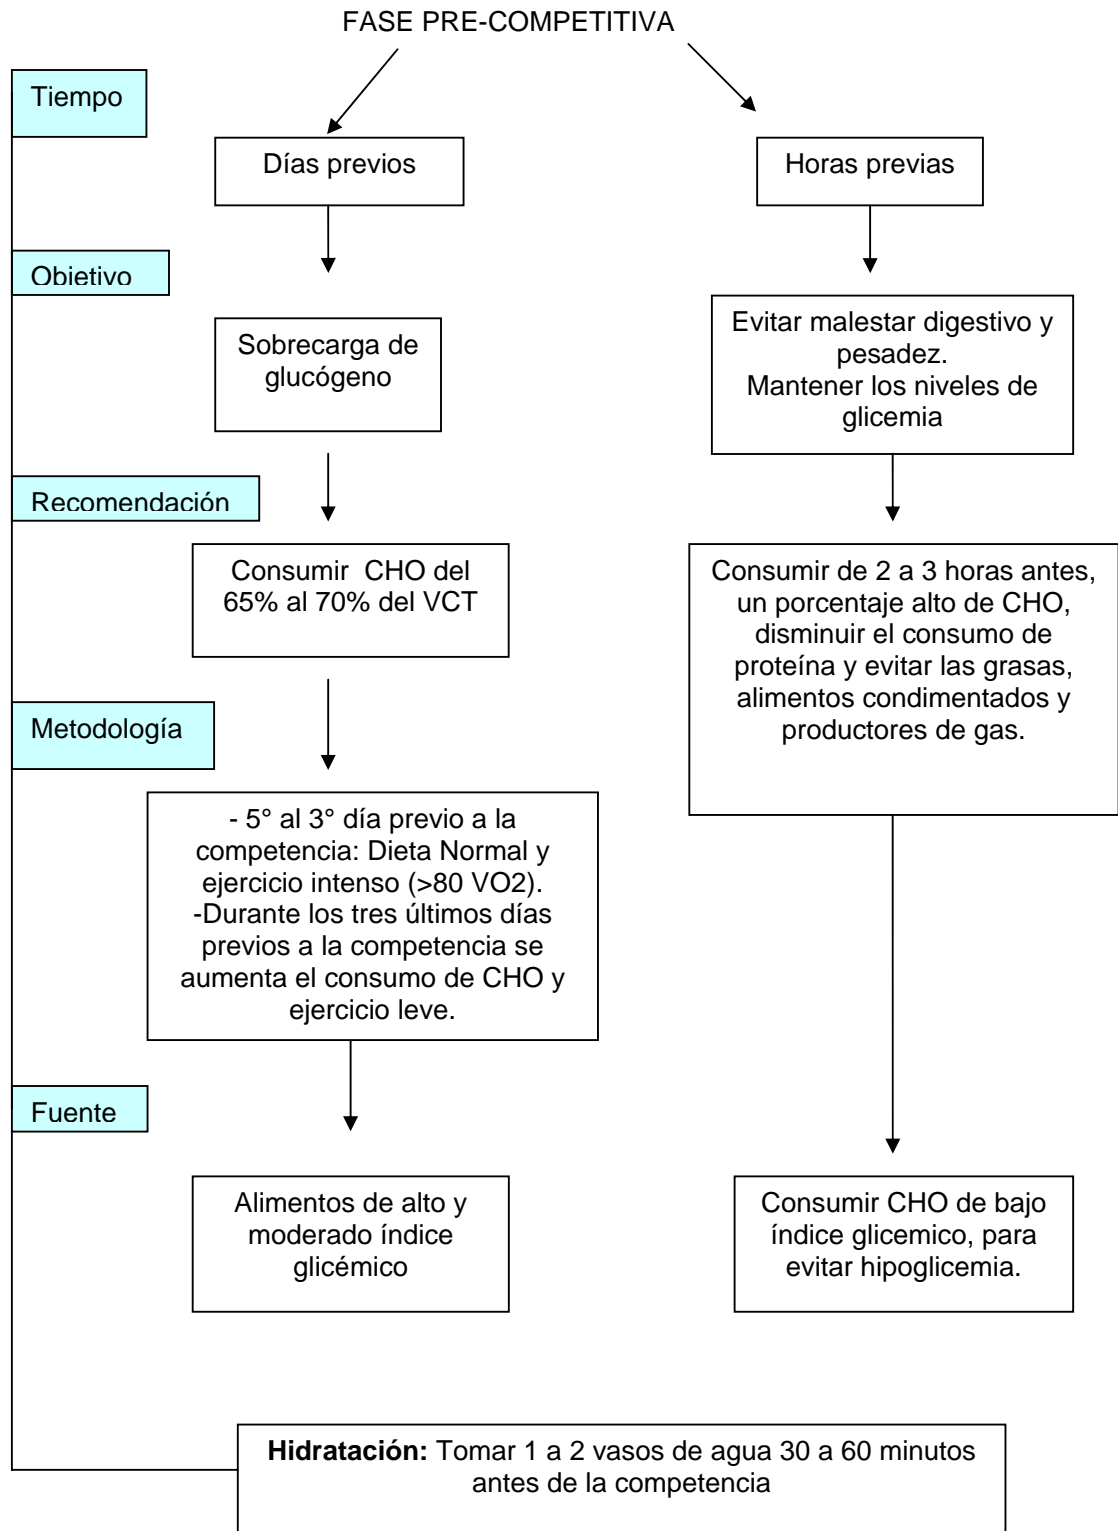 FASE PRE-COMPETITIVA
Tiempo
Días previos
Horas previas
Objetivo
Sobrecarga de
glucógeno
Evitar malestar digestivo y
pesadez.
Mantener los niveles de
glicemia
Recomendación
Consumir CHO del
65% al 70% del VCT
Consumir de 2 a 3 horas antes,
un porcentaje alto de CHO,
disminuir el consumo de
proteína y evitar las grasas,
alimentos condimentados y
productores de gas.
Metodología
- 5° al 3° día previo a la
competencia: Dieta Normal y
ejercicio intenso (>80 VO2).
-Durante los tres últimos días
previos a la competencia se
aumenta el consumo de CHO y
ejercicio leve.
Fuente
Alimentos de alto y
moderado índice
glicémico
Consumir CHO de bajo
índice glicemico, para
evitar hipoglicemia.
Hidratación: Tomar 1 a 2 vasos de agua 30 a 60 minutos
antes de la competencia